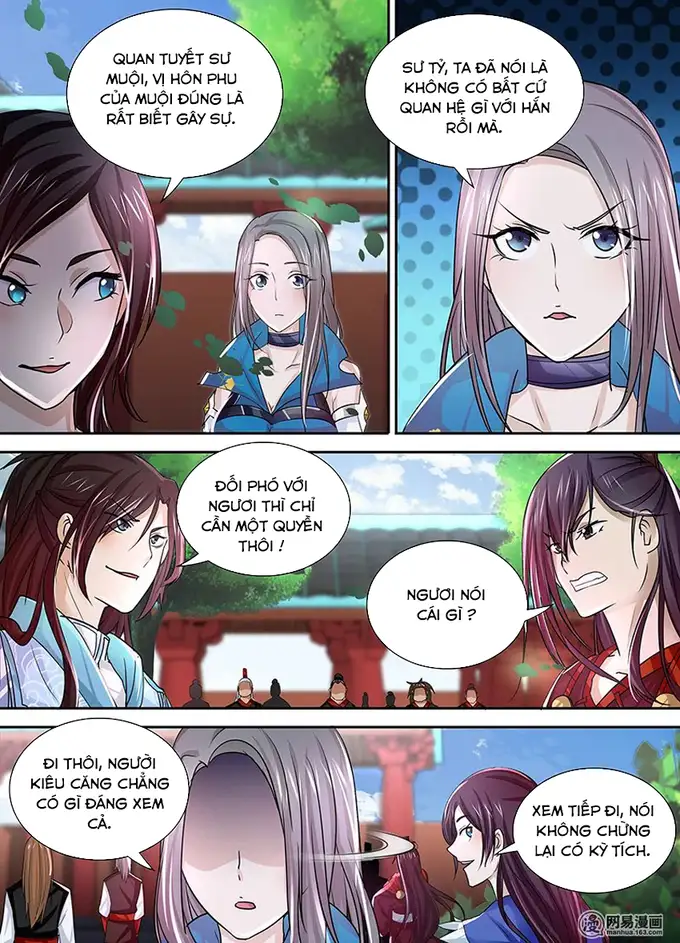 QUAN TUYẾT SƯ
MUỘI, VỊ HÔN PHU
CỦA MUỘI ĐÚNG LÀ
RẤT BIẾT GÂY SỰ.
SƯ TỶ, TA ĐÃ NÓI LÀ
KHÔNG CÓ BẤT CỨ
QUAN HỆ GÌ VỚI HẮN
RỒI MÀ.
ĐỐI PHÓ VỚI
NGƯƠI THÌ CHỈ
CẦN MỘT QUYỀN
THÔI !
NGƯƠI NÓI
CÁI GÌ ?
ĐI THÔI, NGƯỜI
KIÊU CĂNG CHẲNG
CÓ GÌ ĐÁNG XEM
CẢ.
XEM TIẾP ĐI, NÓI
KHÔNG CHỪNG
LẠI CÓ KỲ TÍCH.
网易漫画
manhua.163.com